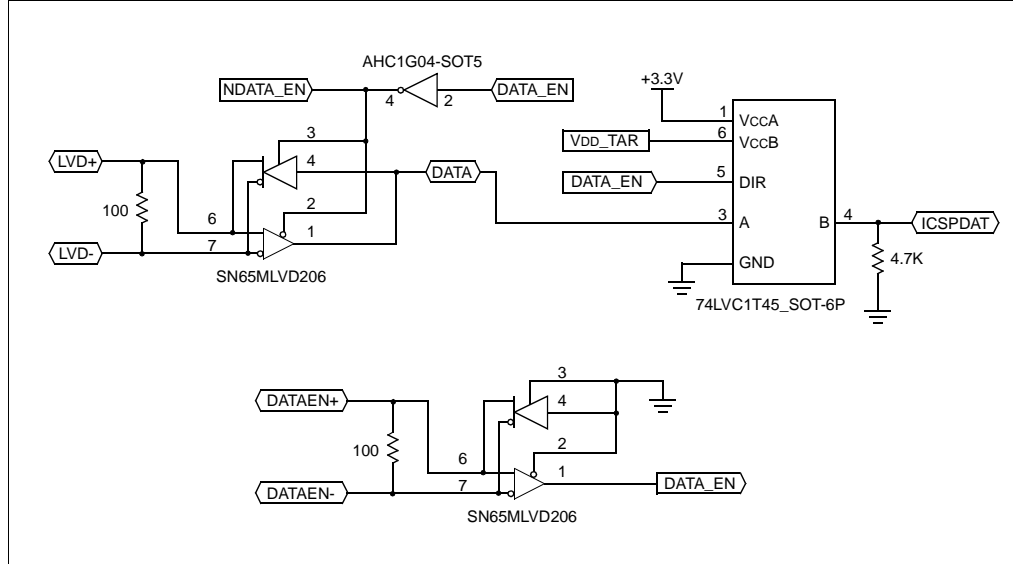 AHC1G04-SOT5
NDATA_EN
4
2
DATA_EN
3
LVD+
4
DATA
100
2
6
1
LVD-
7
SN65MLVD206
+3.3V
1
VCCA
VDD_TAR
6
VCCB
DATA_EN
5
DIR
3
A
B
4
ICSPDAT
GND
4.7K
74LVC1T45_SOT-6P
3
DATAEN+
4
100
2
6
1
DATAEN-
7
DATA_EN
SN65MLVD206